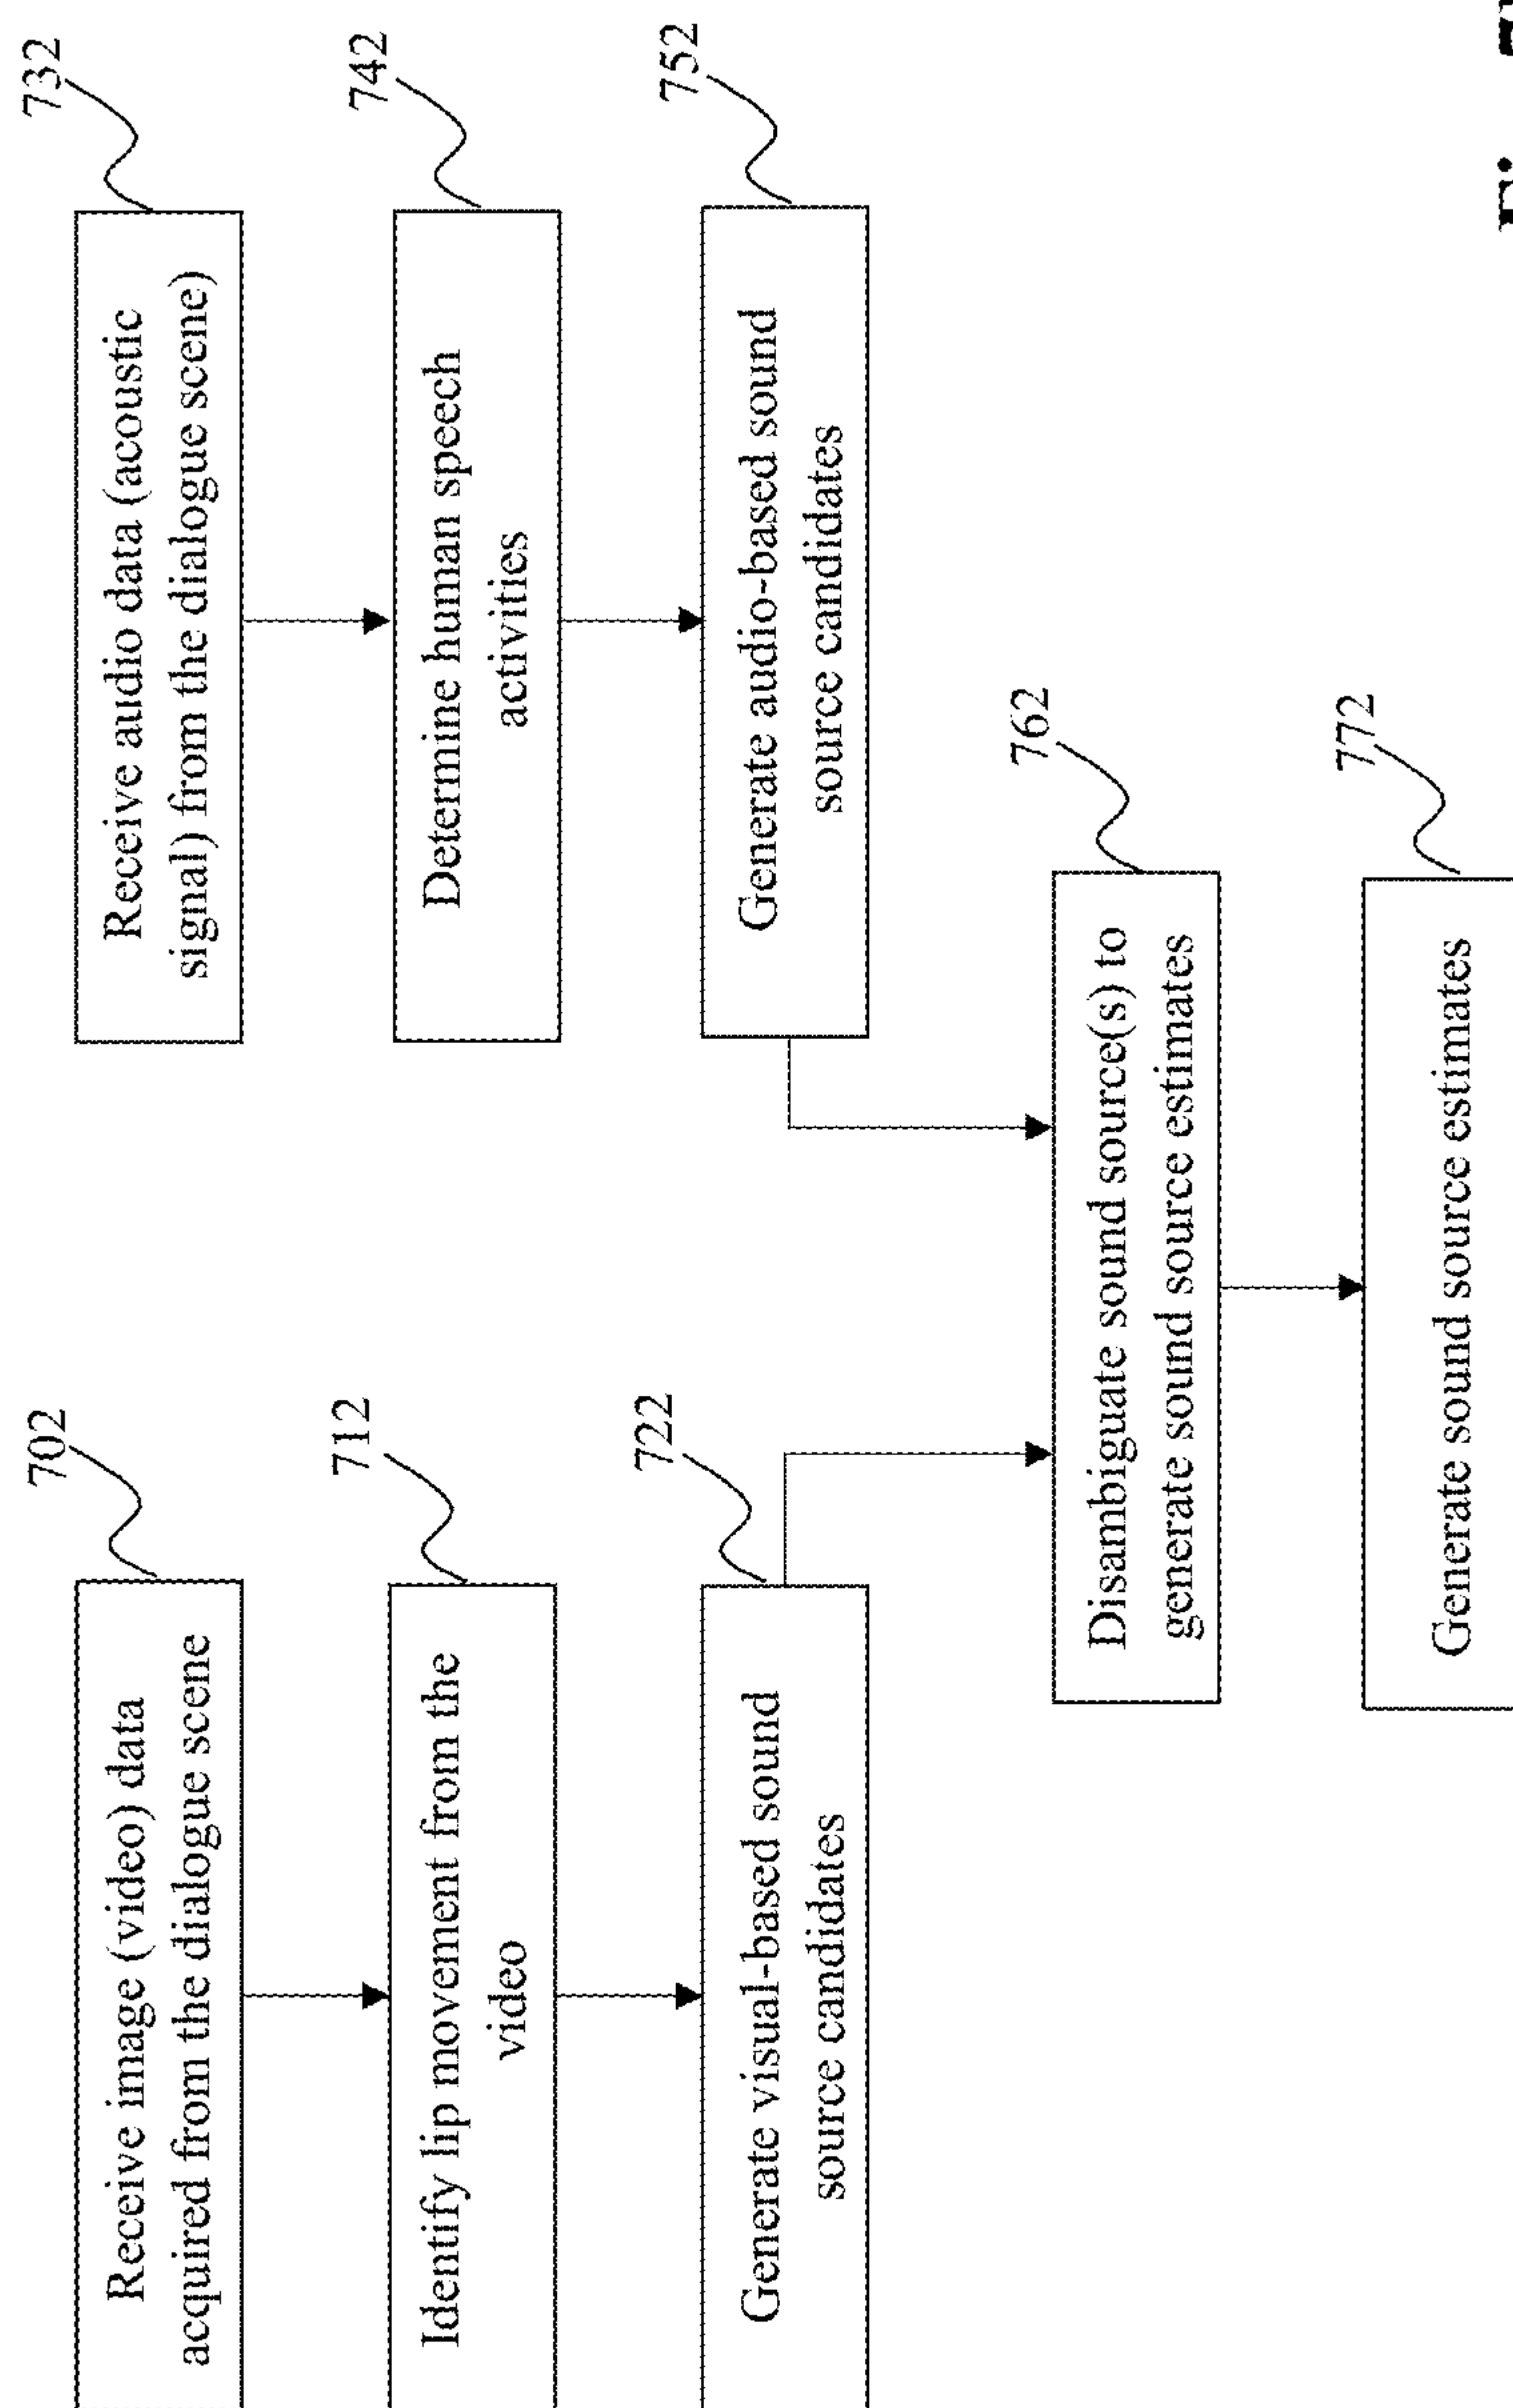 702
Receive image (video) data
acquired from the dialogue scene
712
Identify lip movement from the
video
722
Generate visual-based sound
source candidates
732
Receive audio data (acoustic
signal) from the dialogue scene)
742
Determine human speech
activities
752
Generate audio-based sound
source candidates
762
Disambiguate sound source(s) to
generate sound source estimates
772
Generate sound source estimates